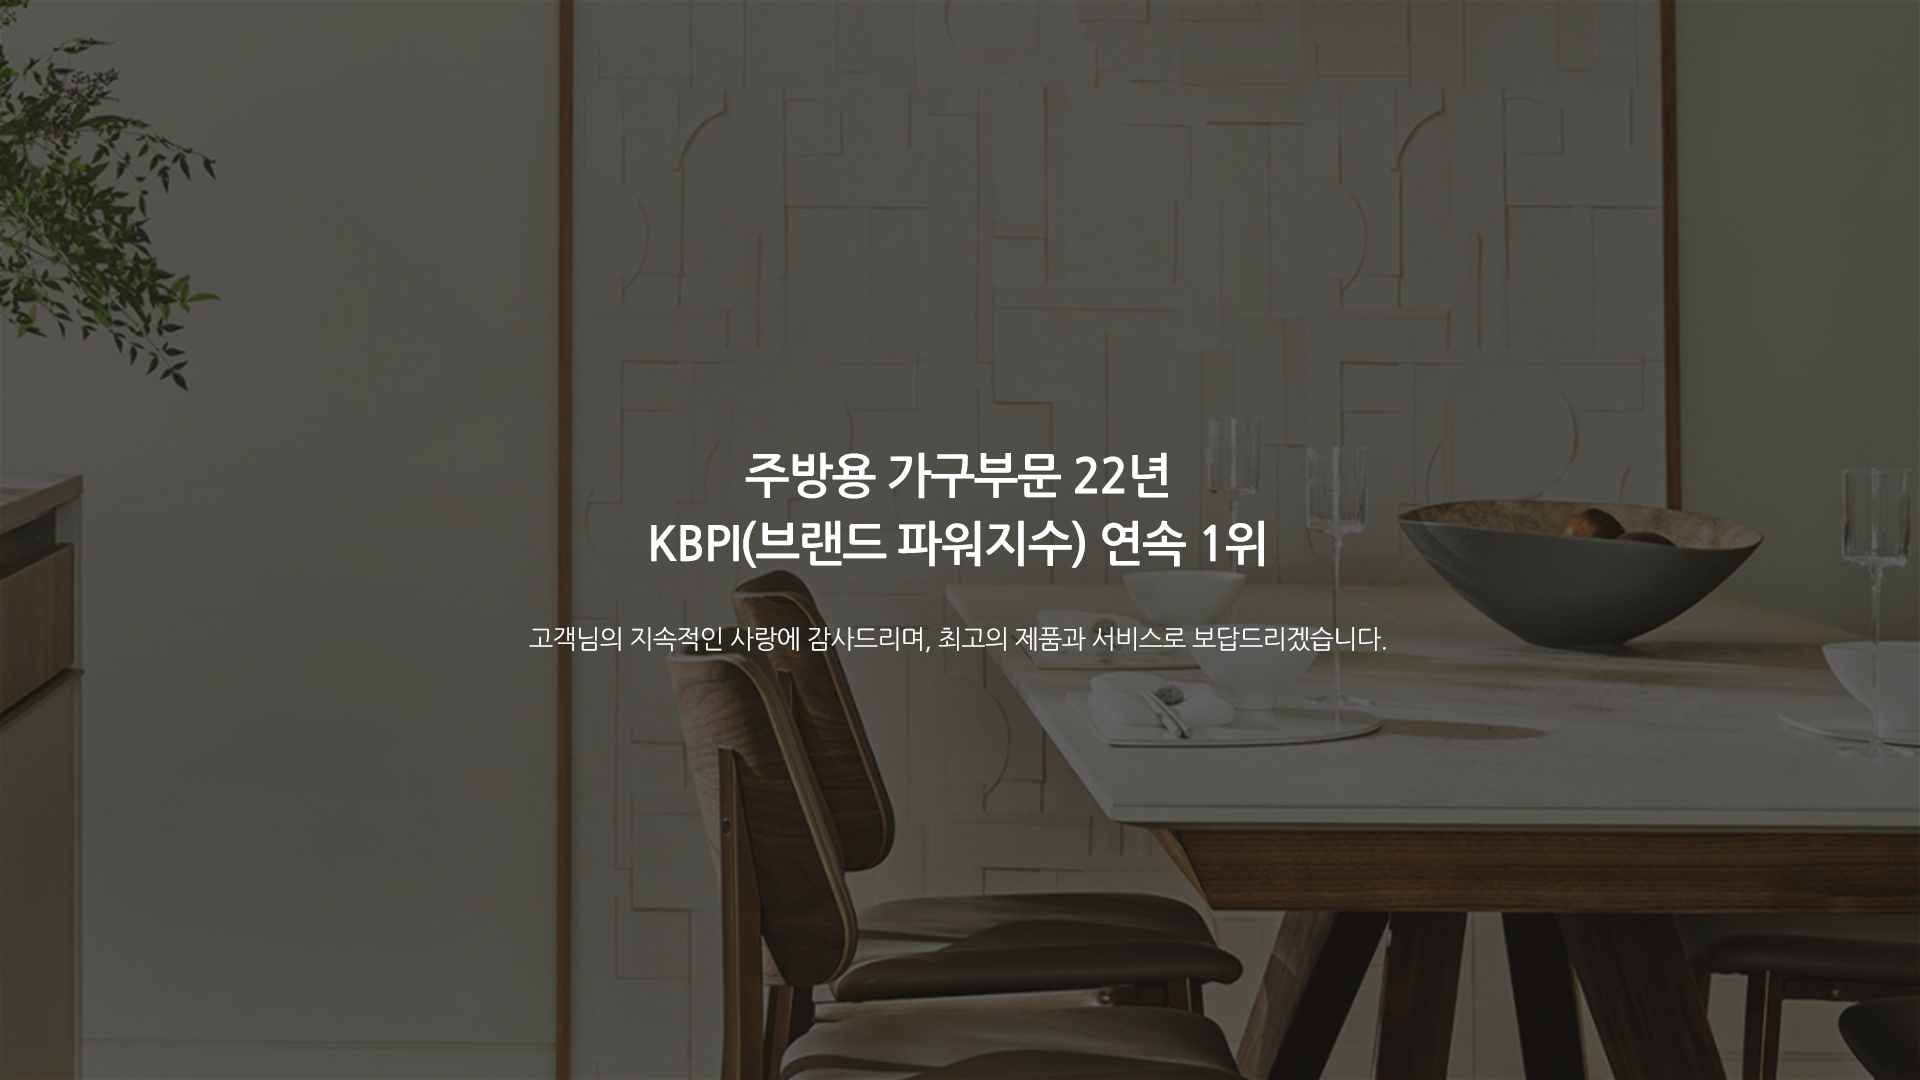 주방용 가구부문 22년
KBPI(브랜드 파워지수) 연속 1위
고객님의 지속적인 사랑에 감사드리며, 최고의 제품과 서비스로 보답드리겠습니다.